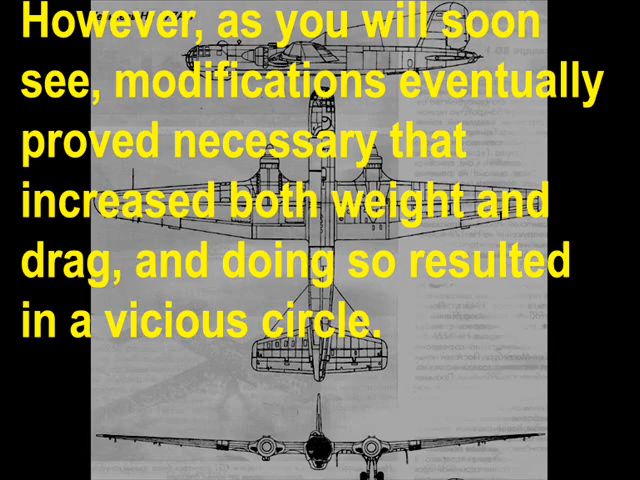 However, as you will soon
see, modifications eventually
proved necessary that
increased both weight and
drag, and doing so resulted
in a vicious circle.